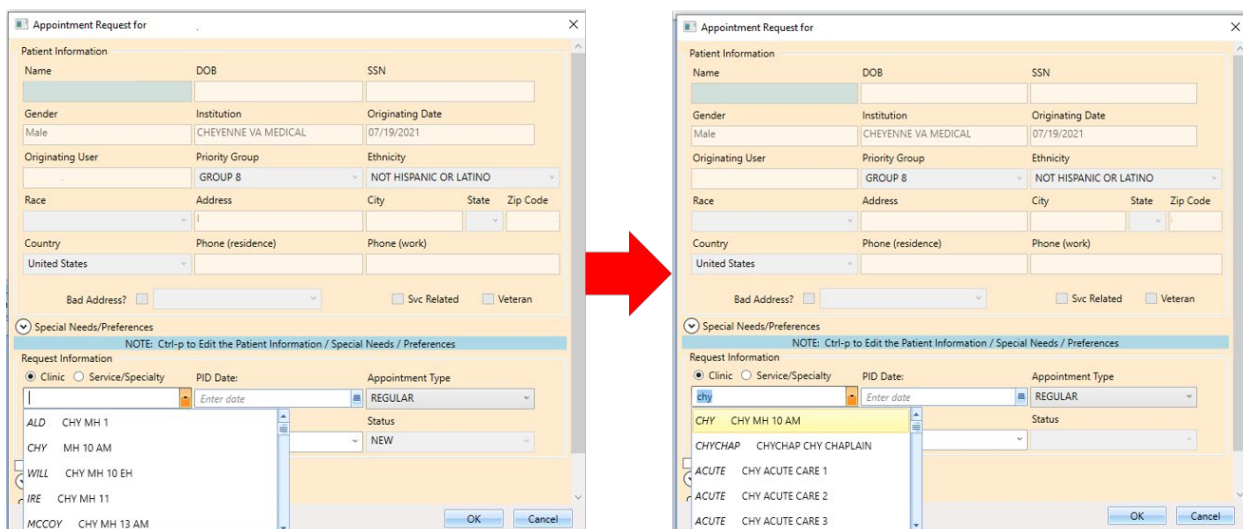 Appointment Request for
Patient Information
Name DOB SSN
Gender Institution Originating Date
Male CHEYENNE VA MEDICAL 07/19/2021
Originating User Priority Group Ethnicity
GROUP 8 NOT HISPANIC OR LATINO
Race Address City State Zip Code
Country Phone (residence) Phone (work)
United States
Bad Address? Svc Related Veteran
Special Needs/Preferences
NOTE: Ctrl-p to Edit the Patient Information / Special Needs / Preferences
Request Information
Clinic Service/Specialty PID Date: Appointment Type
Enter date REGULAR
ALD CHY MH 1 Status
CHY MH 10 AM NEW
WILL CHY MH 10 EH
IRE CHY MH 11
MCCOY CHY MH 13 AM
OK Cancel
Appointment Request for
Patient Information
Name DOB SSN
Gender Institution Originating Date
Male CHEYENNE VA MEDICAL 07/19/2021
Originating User Priority Group Ethnicity
GROUP 8 NOT HISPANIC OR LATINO
Race Address City State Zip Code
Country Phone (residence) Phone (work)
United States
Bad Address? Svc Related Veteran
Special Needs/Preferences
NOTE: Ctrl-p to Edit the Patient Information / Special Needs / Preferences
Request Information
Clinic Service/Specialty PID Date: Appointment Type
chy Enter date REGULAR
CHY CHY MH 10 AM Status
CHYCHAP CHYCHAP CHY CHAPLAIN
ACUTE CHY ACUTE CARE 1
ACUTE CHY ACUTE CARE 2
ACUTE CHY ACUTE CARE 3
OK Cancel